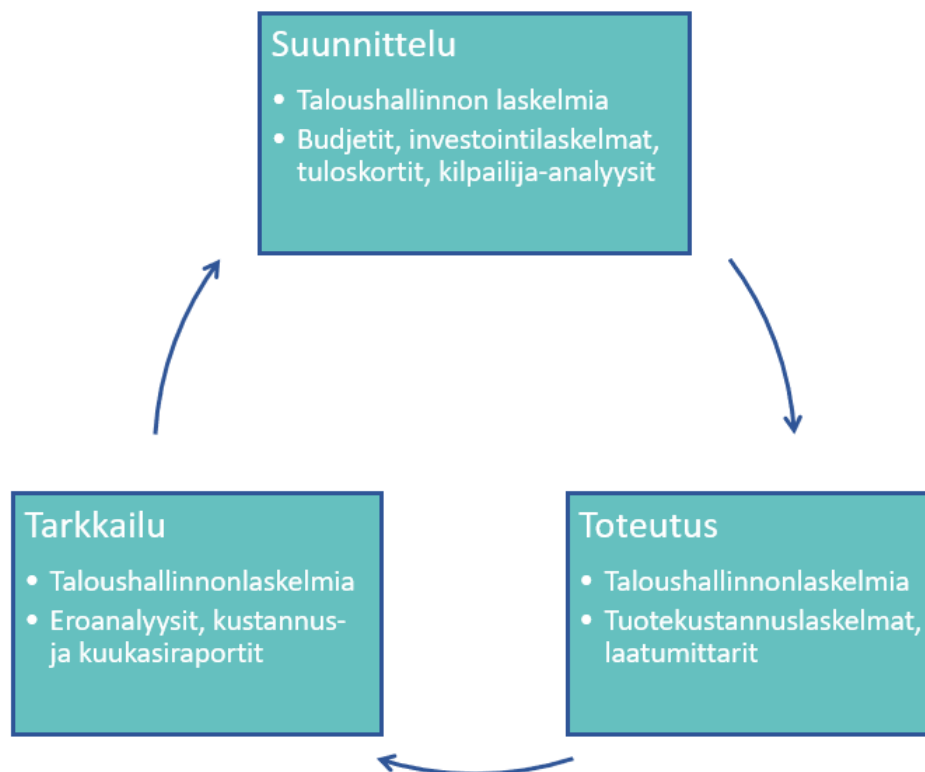 Suunnittelu
• Taloushallinnon laskelmia
• Budjetit, investointilaskelmat,
tuloskortit, kilpailija-analyysit
Tarkkailu
• Taloushallinnonlaskelmia
• Eroanalyysit, kustannus-
ja kuukasiraportit
Toteutus
• Taloushallinnonlaskelmia
• Tuotekustannuslaskelmat,
laatumittarit